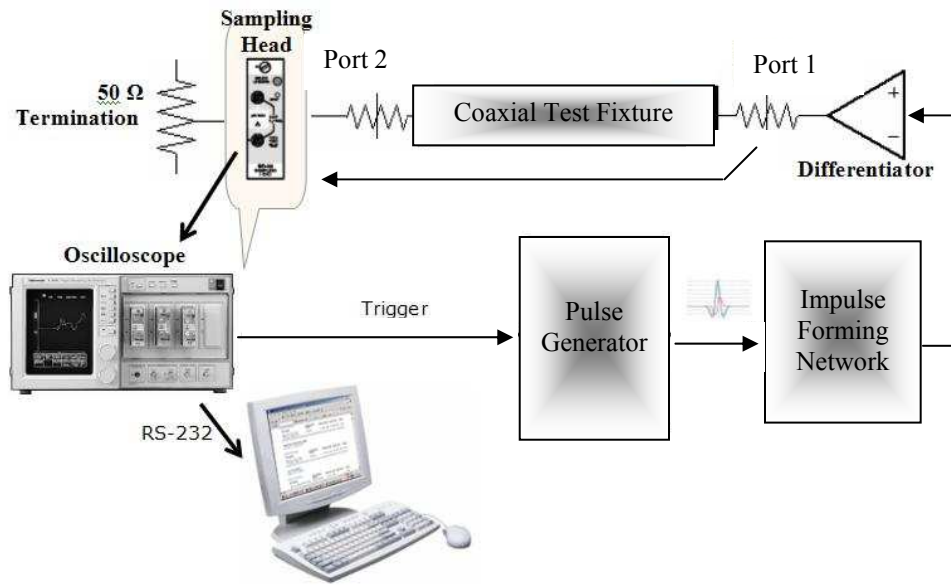 Sampling
Head
Port 2
Port 1
50 Ω
Termination
Coaxial Test Fixture
+
−
Differentiator
Oscilloscope
Trigger
Pulse
Generator
Impulse
Forming
Network
RS-232